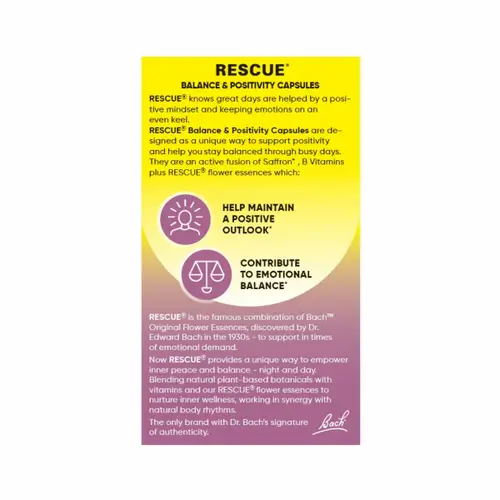 RESCUE®
BALANCE & POSITIVITY CAPSULES
RESCUE® knows great days are helped by a posi-
tive mindset and keeping emotions on an
even keel.
RESCUE® Balance & Positivity Capsules are de-
signed as a unique way to support positivity
and help you stay balanced through busy days.
They are an active fusion of Saffron*, B Vitamins
plus RESCUE® flower essences which:
HELP MAINTAIN
A POSITIVE
OUTLOOK*
CONTRIBUTE
TO EMOTIONAL
BALANCE*
RESCUE® is the famous combination of Bach™
Original Flower Essences, discovered by Dr.
Edward Bach in the 1930s - to support in times
of emotional demand.
Now RESCUE® provides a unique way to empower
inner peace and balance - night and day.
Blending natural plant-based botanicals with
vitamins and our RESCUE® flower essences to
nurture inner wellness, working in synergy with
natural body rhythms.
The only brand with Dr. Bach's signature
of authenticity.
Bach